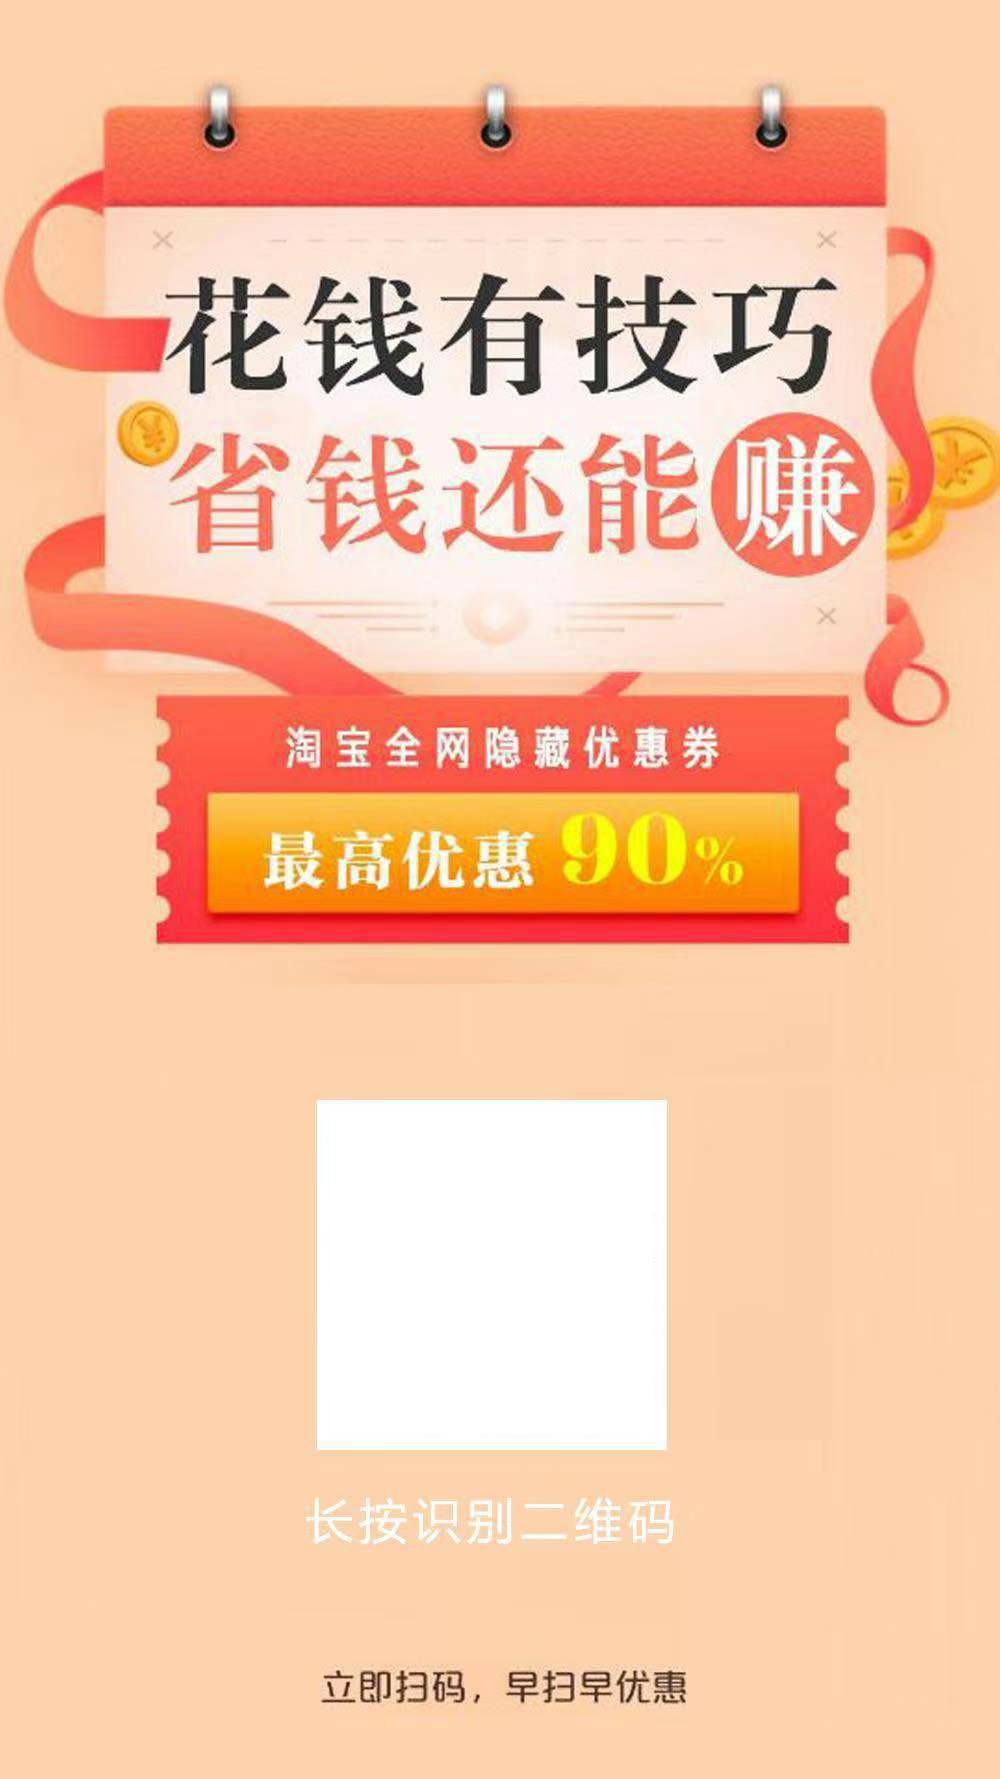 花钱有技巧
省钱还能赚
淘宝全网隐藏优惠券
最高优惠90%
长按识别二维码
立即扫码，早扫早优惠